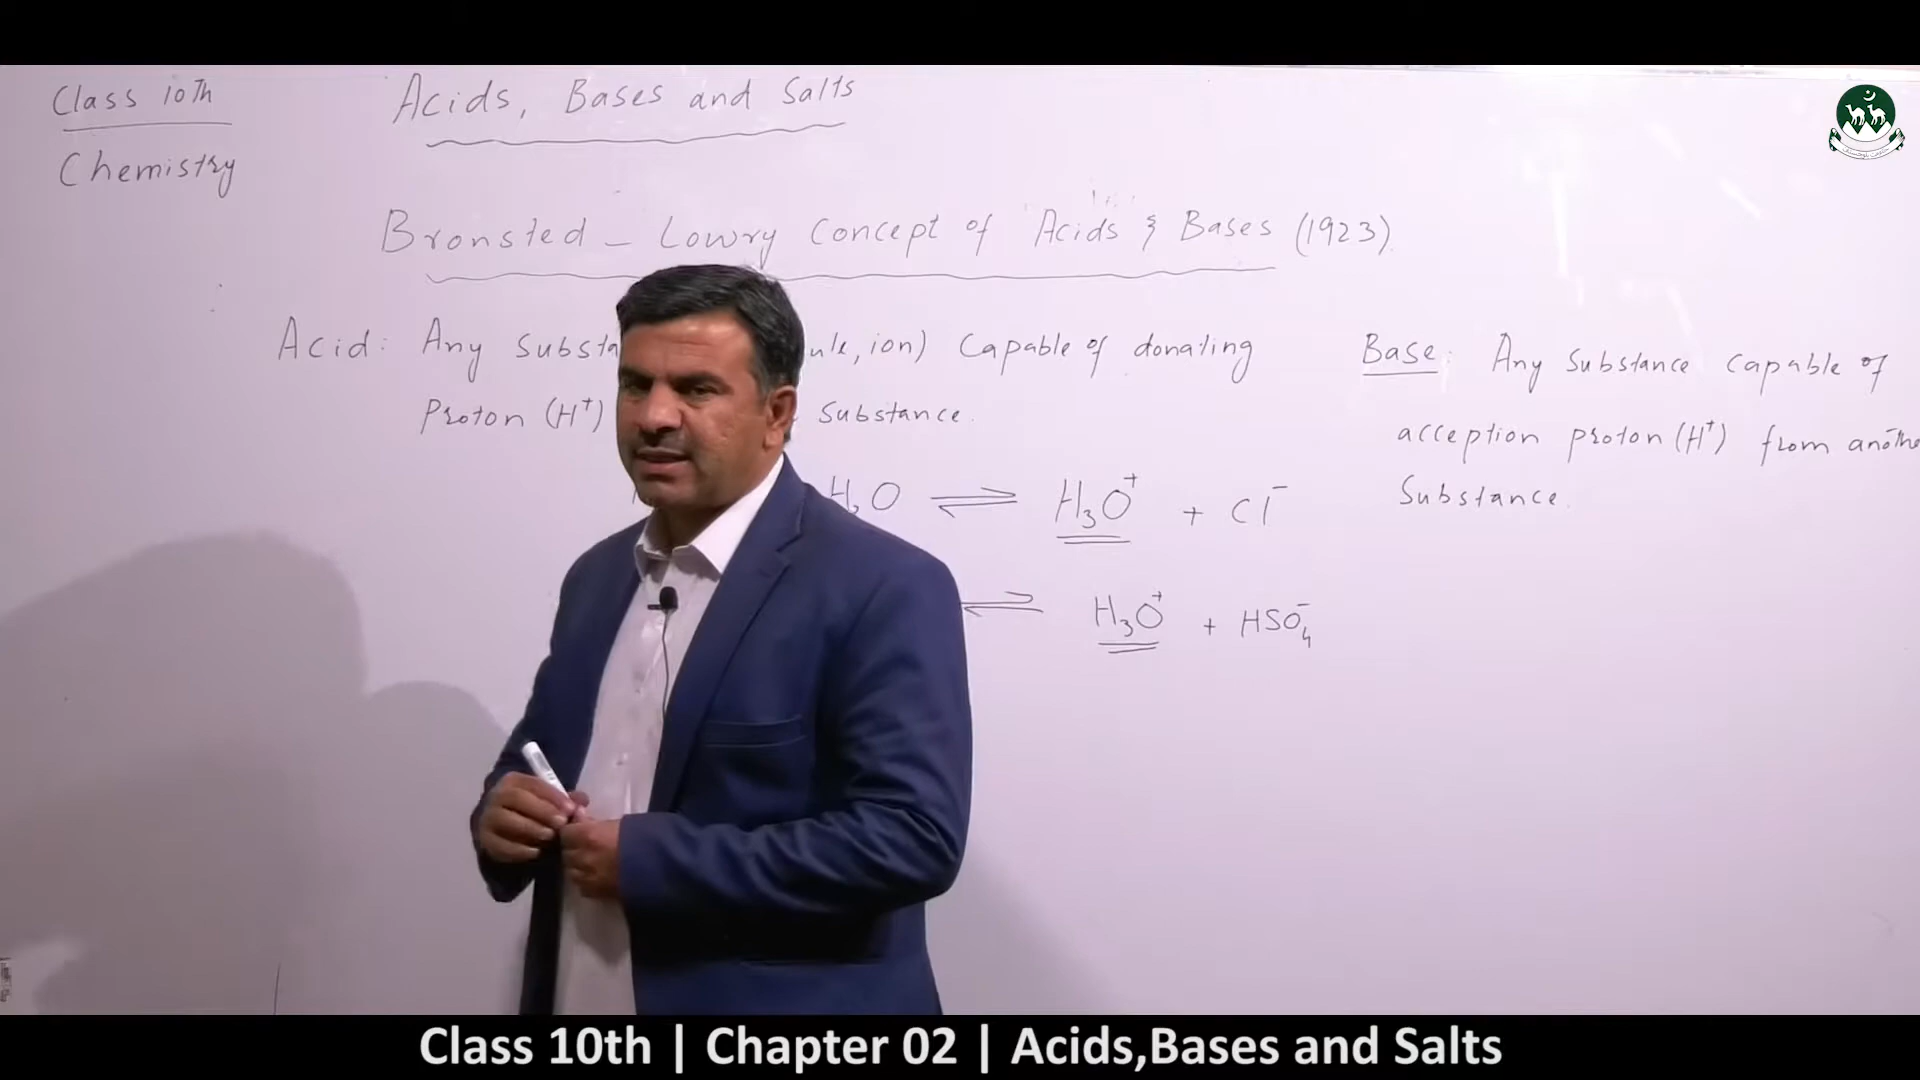 Class 10Th
Chemistry
Acids, Bases and Salts
Bronsted - Lowry Concept of Acids & Bases (1923).
Acid: Any Substa ule, ion) Capable of donating
Proton (H⁺) Substance.
H₂O ⇌ H₃O⁺ + Cl⁻
⇌ H₃O⁺ + HSO₄⁻
Base: Any Substance Capable of
acception proton (H⁺) from anothe
Substance.
Class 10th | Chapter 02 | Acids,Bases and Salts